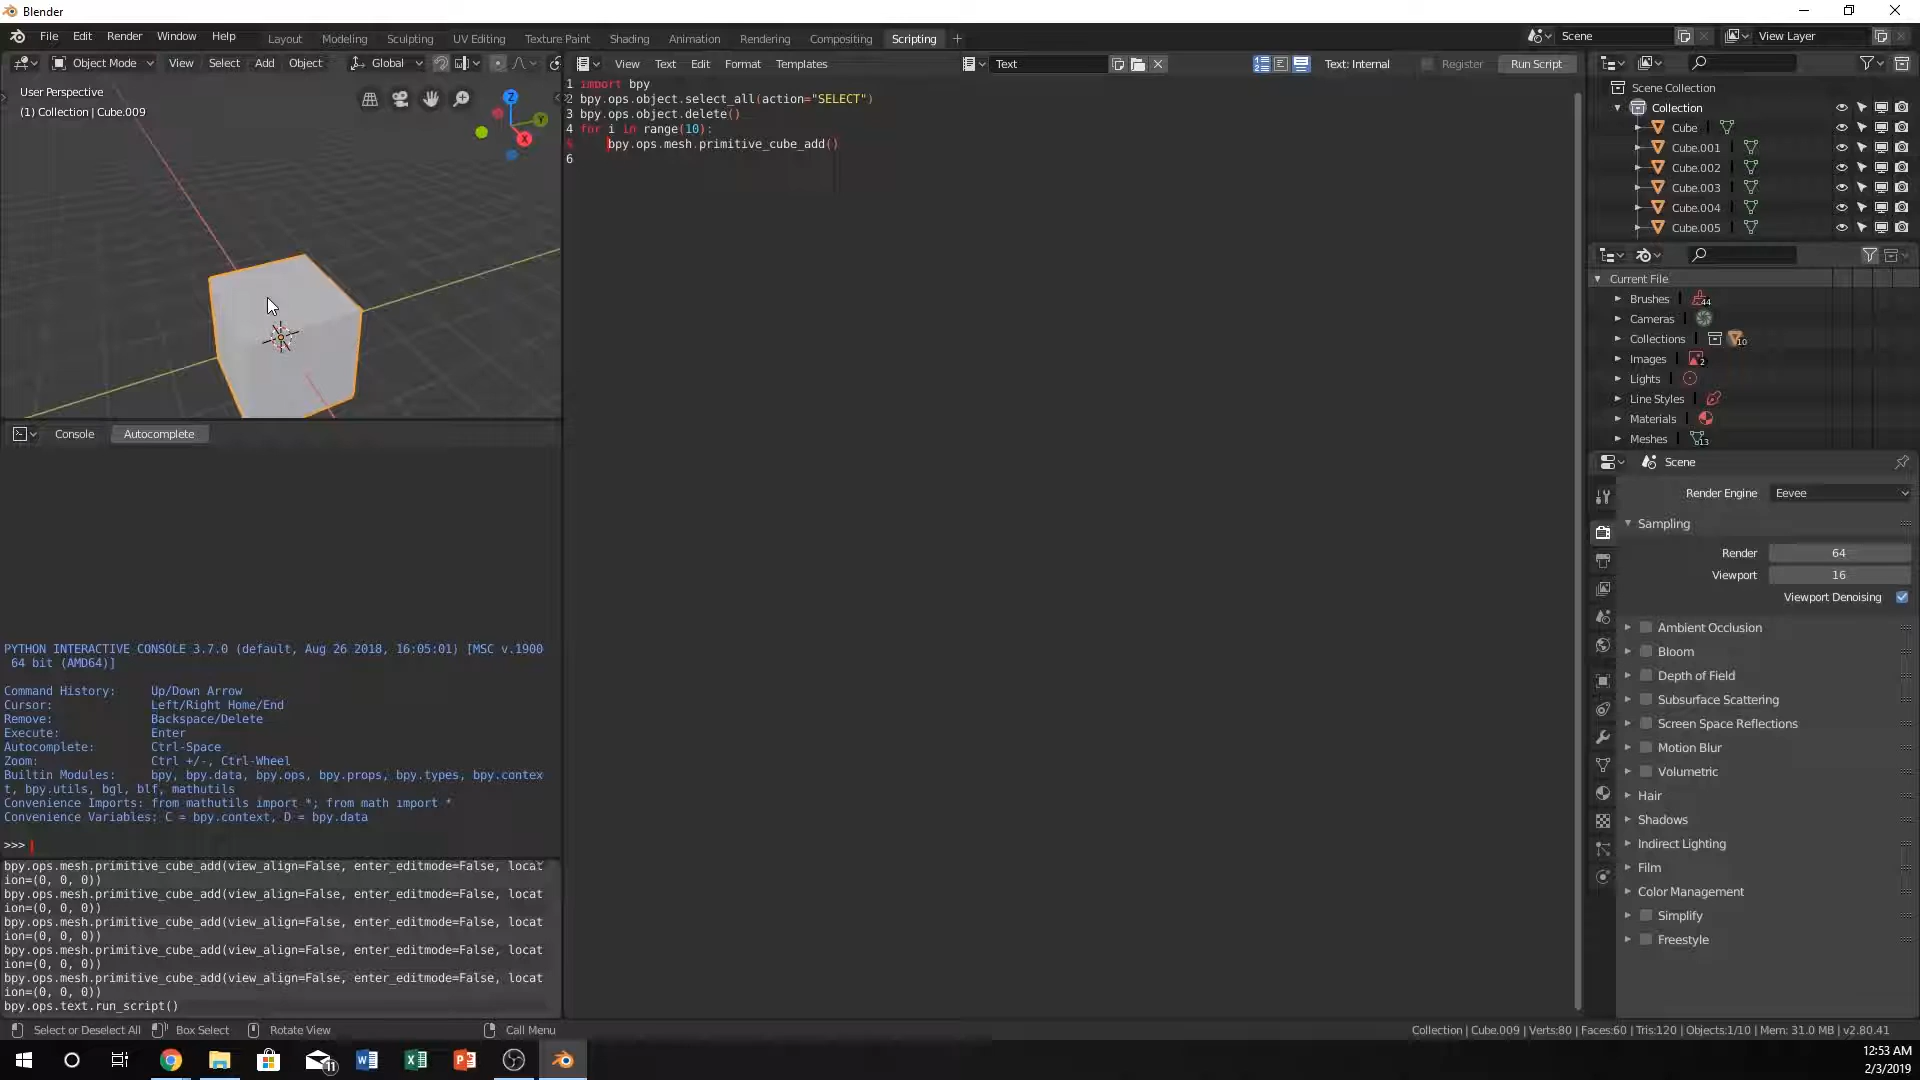 Blender
File Edit Render Window Help Layout Modeling Sculpting UV Editing Texture Paint Shading Animation Rendering Compositing Scripting + Scene View Layer
Object Mode View Select Add Object Global View Text Edit Format Templates Text Text: Internal Register Run Script
User Perspective
(1) Collection | Cube.009
1 import bpy
2 bpy.ops.object.select_all(action="SELECT")
3 bpy.ops.object.delete()
4 for i in range(10):
5 bpy.ops.mesh.primitive_cube_add()
6
Z
Y
X
Scene Collection
Collection
Cube
Cube.001
Cube.002
Cube.003
Cube.004
Cube.005
Current File
Brushes 44
Cameras
Collections 10
Images 2
Lights
Line Styles
Materials
Meshes 13
Console Autocomplete
PYTHON INTERACTIVE CONSOLE 3.7.0 (default, Aug 26 2018, 16:05:01) [MSC v.1900
64 bit (AMD64)]
Command History: Up/Down Arrow
Cursor: Left/Right Home/End
Remove: Backspace/Delete
Execute: Enter
Autocomplete: Ctrl-Space
Zoom: Ctrl +/-, Ctrl-Wheel
Builtin Modules: bpy, bpy.data, bpy.ops, bpy.props, bpy.types, bpy.contex
t, bpy.utils, bgl, blf, mathutils
Convenience Imports: from mathutils import *; from math import *
Convenience Variables: C = bpy.context, D = bpy.data
>>>
bpy.ops.mesh.primitive_cube_add(view_align=False, enter_editmode=False, locat
ion=(0, 0, 0))
bpy.ops.mesh.primitive_cube_add(view_align=False, enter_editmode=False, locat
ion=(0, 0, 0))
bpy.ops.mesh.primitive_cube_add(view_align=False, enter_editmode=False, locat
ion=(0, 0, 0))
bpy.ops.mesh.primitive_cube_add(view_align=False, enter_editmode=False, locat
ion=(0, 0, 0))
bpy.ops.mesh.primitive_cube_add(view_align=False, enter_editmode=False, locat
ion=(0, 0, 0))
bpy.ops.text.run_script()
Scene
Render Engine Eevee
Sampling
Render 64
Viewport 16
Viewport Denoising
Ambient Occlusion
Bloom
Depth of Field
Subsurface Scattering
Screen Space Reflections
Motion Blur
Volumetric
Hair
Shadows
Indirect Lighting
Film
Color Management
Simplify
Freestyle
Select or Deselect All Box Select Rotate View Call Menu Collection | Cube.009 | Verts:80 | Faces:60 | Tris:120 | Objects:1/10 | Mem: 31.0 MB | v2.80.41
11
12:53 AM
2/3/2019